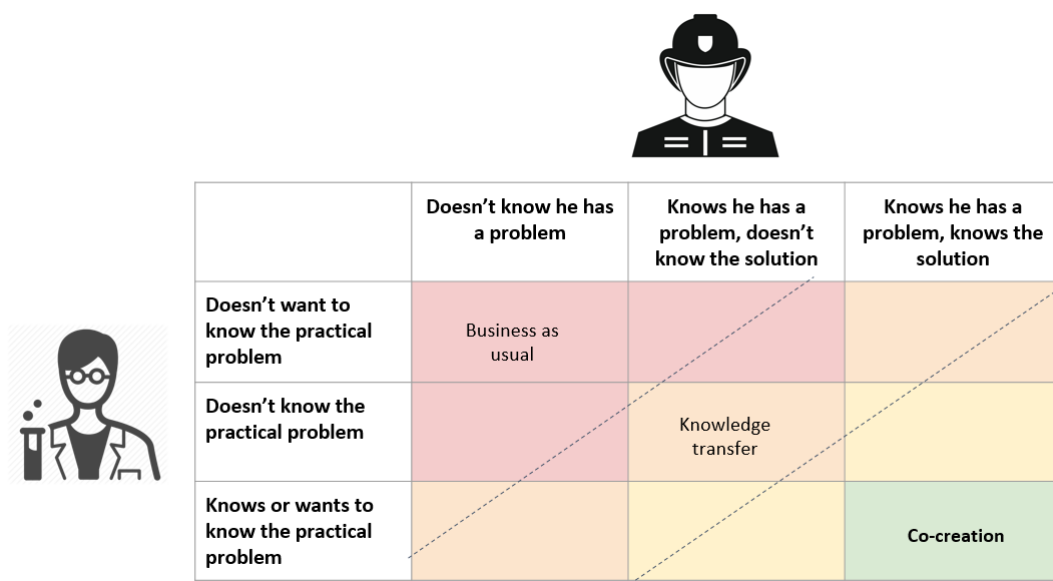 Doesn’t know he has
a problem
Knows he has a
problem, doesn’t
know the solution
Knows he has a
problem, knows the
solution
Doesn’t want to
know the practical
problem
Business as
usual
Doesn’t know the
practical problem
Knowledge
transfer
Knows or wants to
know the practical
problem
Co-creation